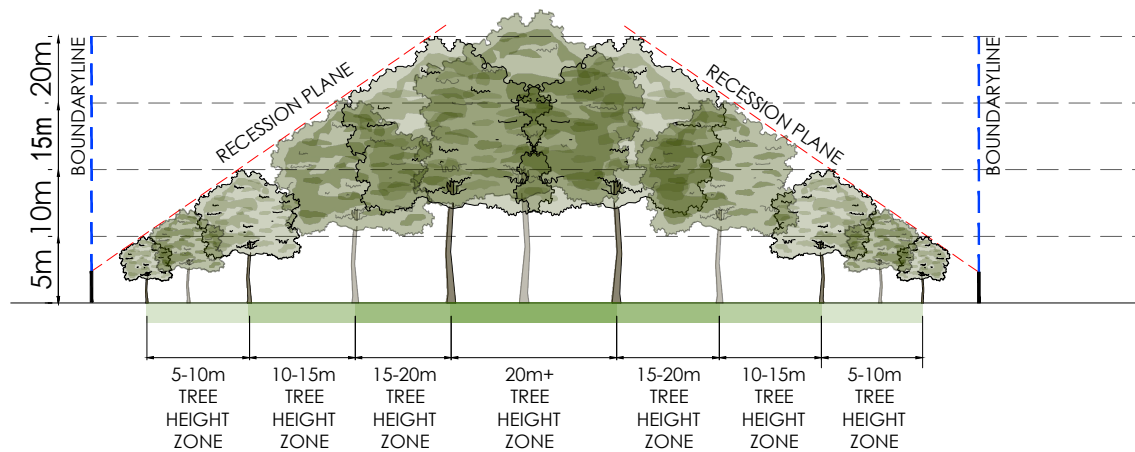 20m
15m
10m
5m
BOUNDARYLINE
RECESSION PLANE
RECESSION PLANE
BOUNDARYLINE
5-10m
TREE
HEIGHT
ZONE
10-15m
TREE
HEIGHT
ZONE
15-20m
TREE
HEIGHT
ZONE
20m+
TREE
HEIGHT
ZONE
15-20m
TREE
HEIGHT
ZONE
10-15m
TREE
HEIGHT
ZONE
5-10m
TREE
HEIGHT
ZONE